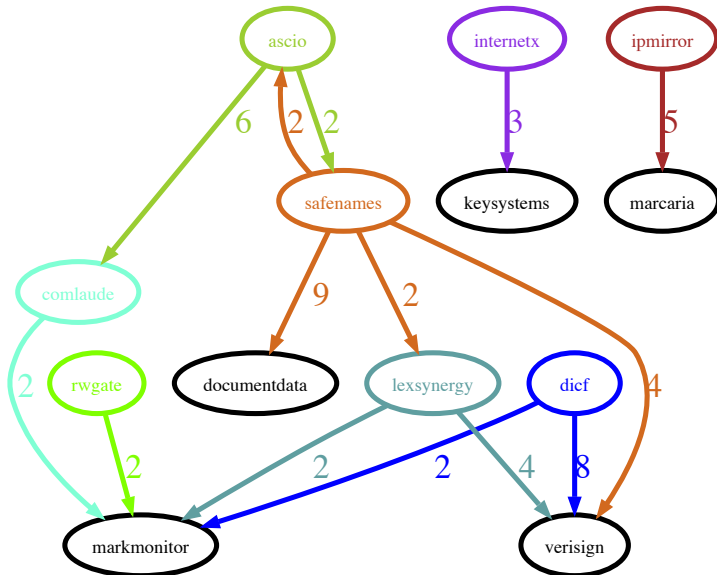 ascio internetx ipmirror
6 2 2 3 5
safenames keysystems marcaria
comlaude 9 2
2 rwgate documentdata lexsynergy dicf 4
2 2 2 4 8
markmonitor verisign